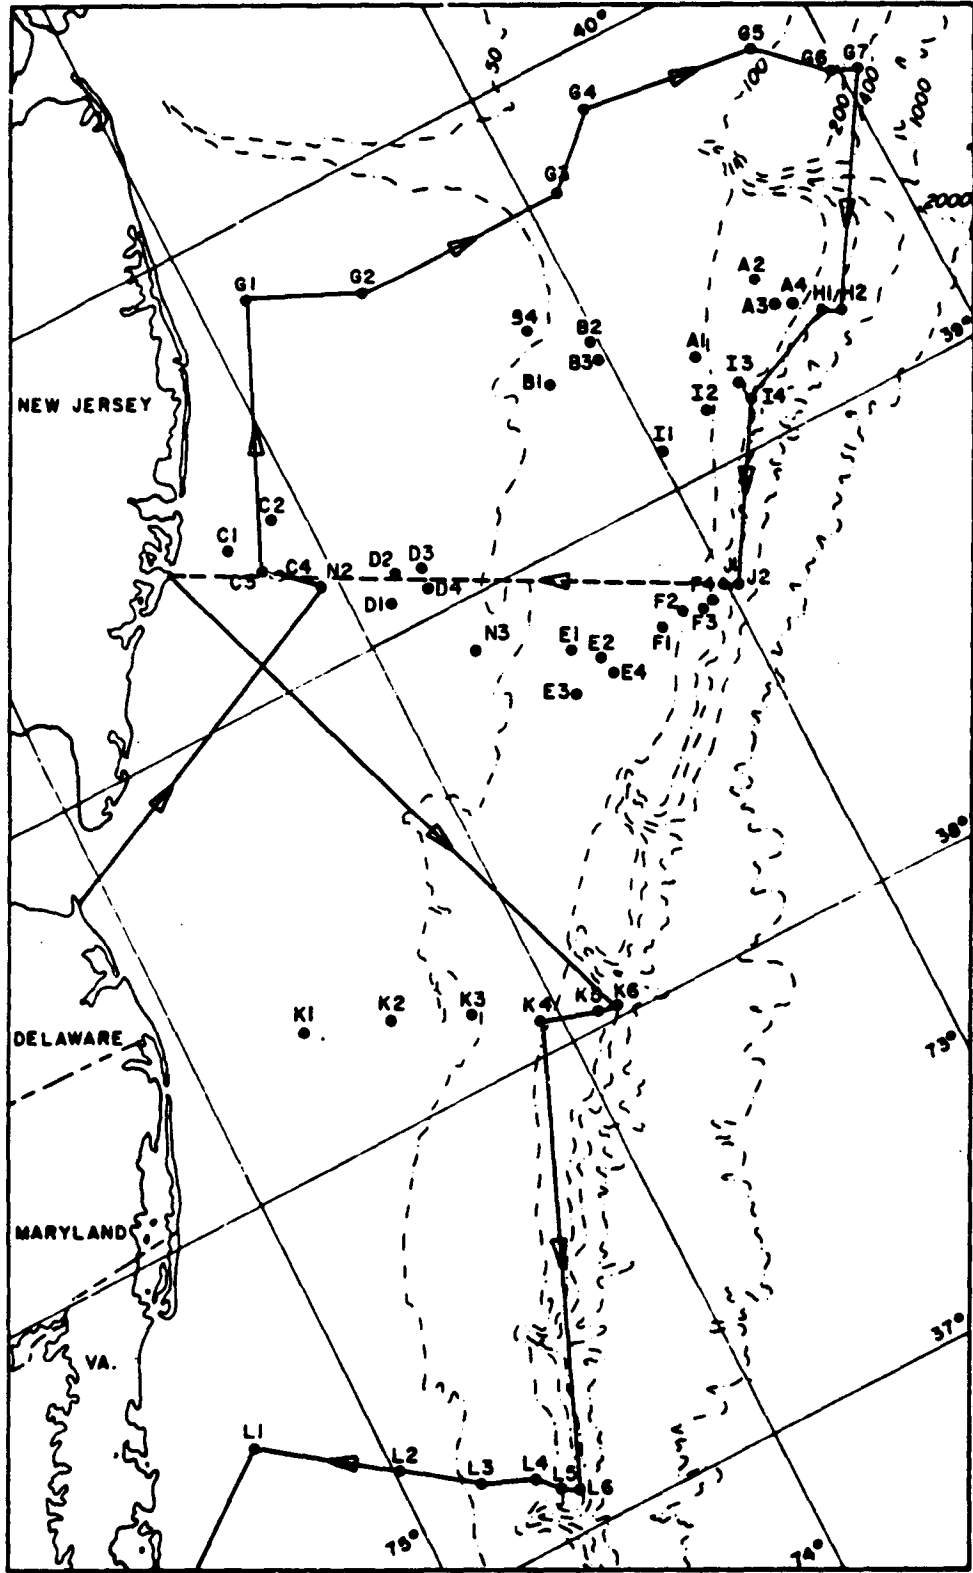 40°
50
G5
100
G6
G7
200
400
1000
G4
G3
2000
G2
G1
A2
A4
A3
H1
H2
39°
B4
B2
B3
B1
A1
I3
I4
I2
I1
NEW JERSEY
C2
C1
C3
C4
N2
D2
D3
D4
D1
J1
J2
F4
F2
F3
F1
N3
E1
E2
E4
E3
38°
K1
K2
K3
K4
K5
K6
DELAWARE
73°
MARYLAND
37°
VA.
L1
L2
L3
L4
L5
L6
75°
74°